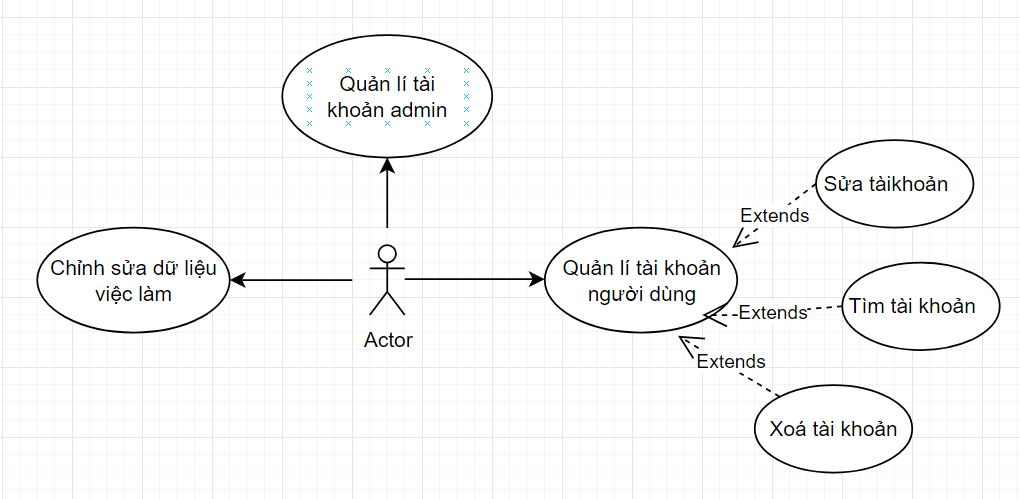 Quản lí tài
khoản admin
Sửa tàikhoản
Extends
Chỉnh sửa dữ liệu
việc làm
Quản lí tài khoản
người dùng
Tìm tài khoản
Extends
Actor
Extends
Xoá tài khoản